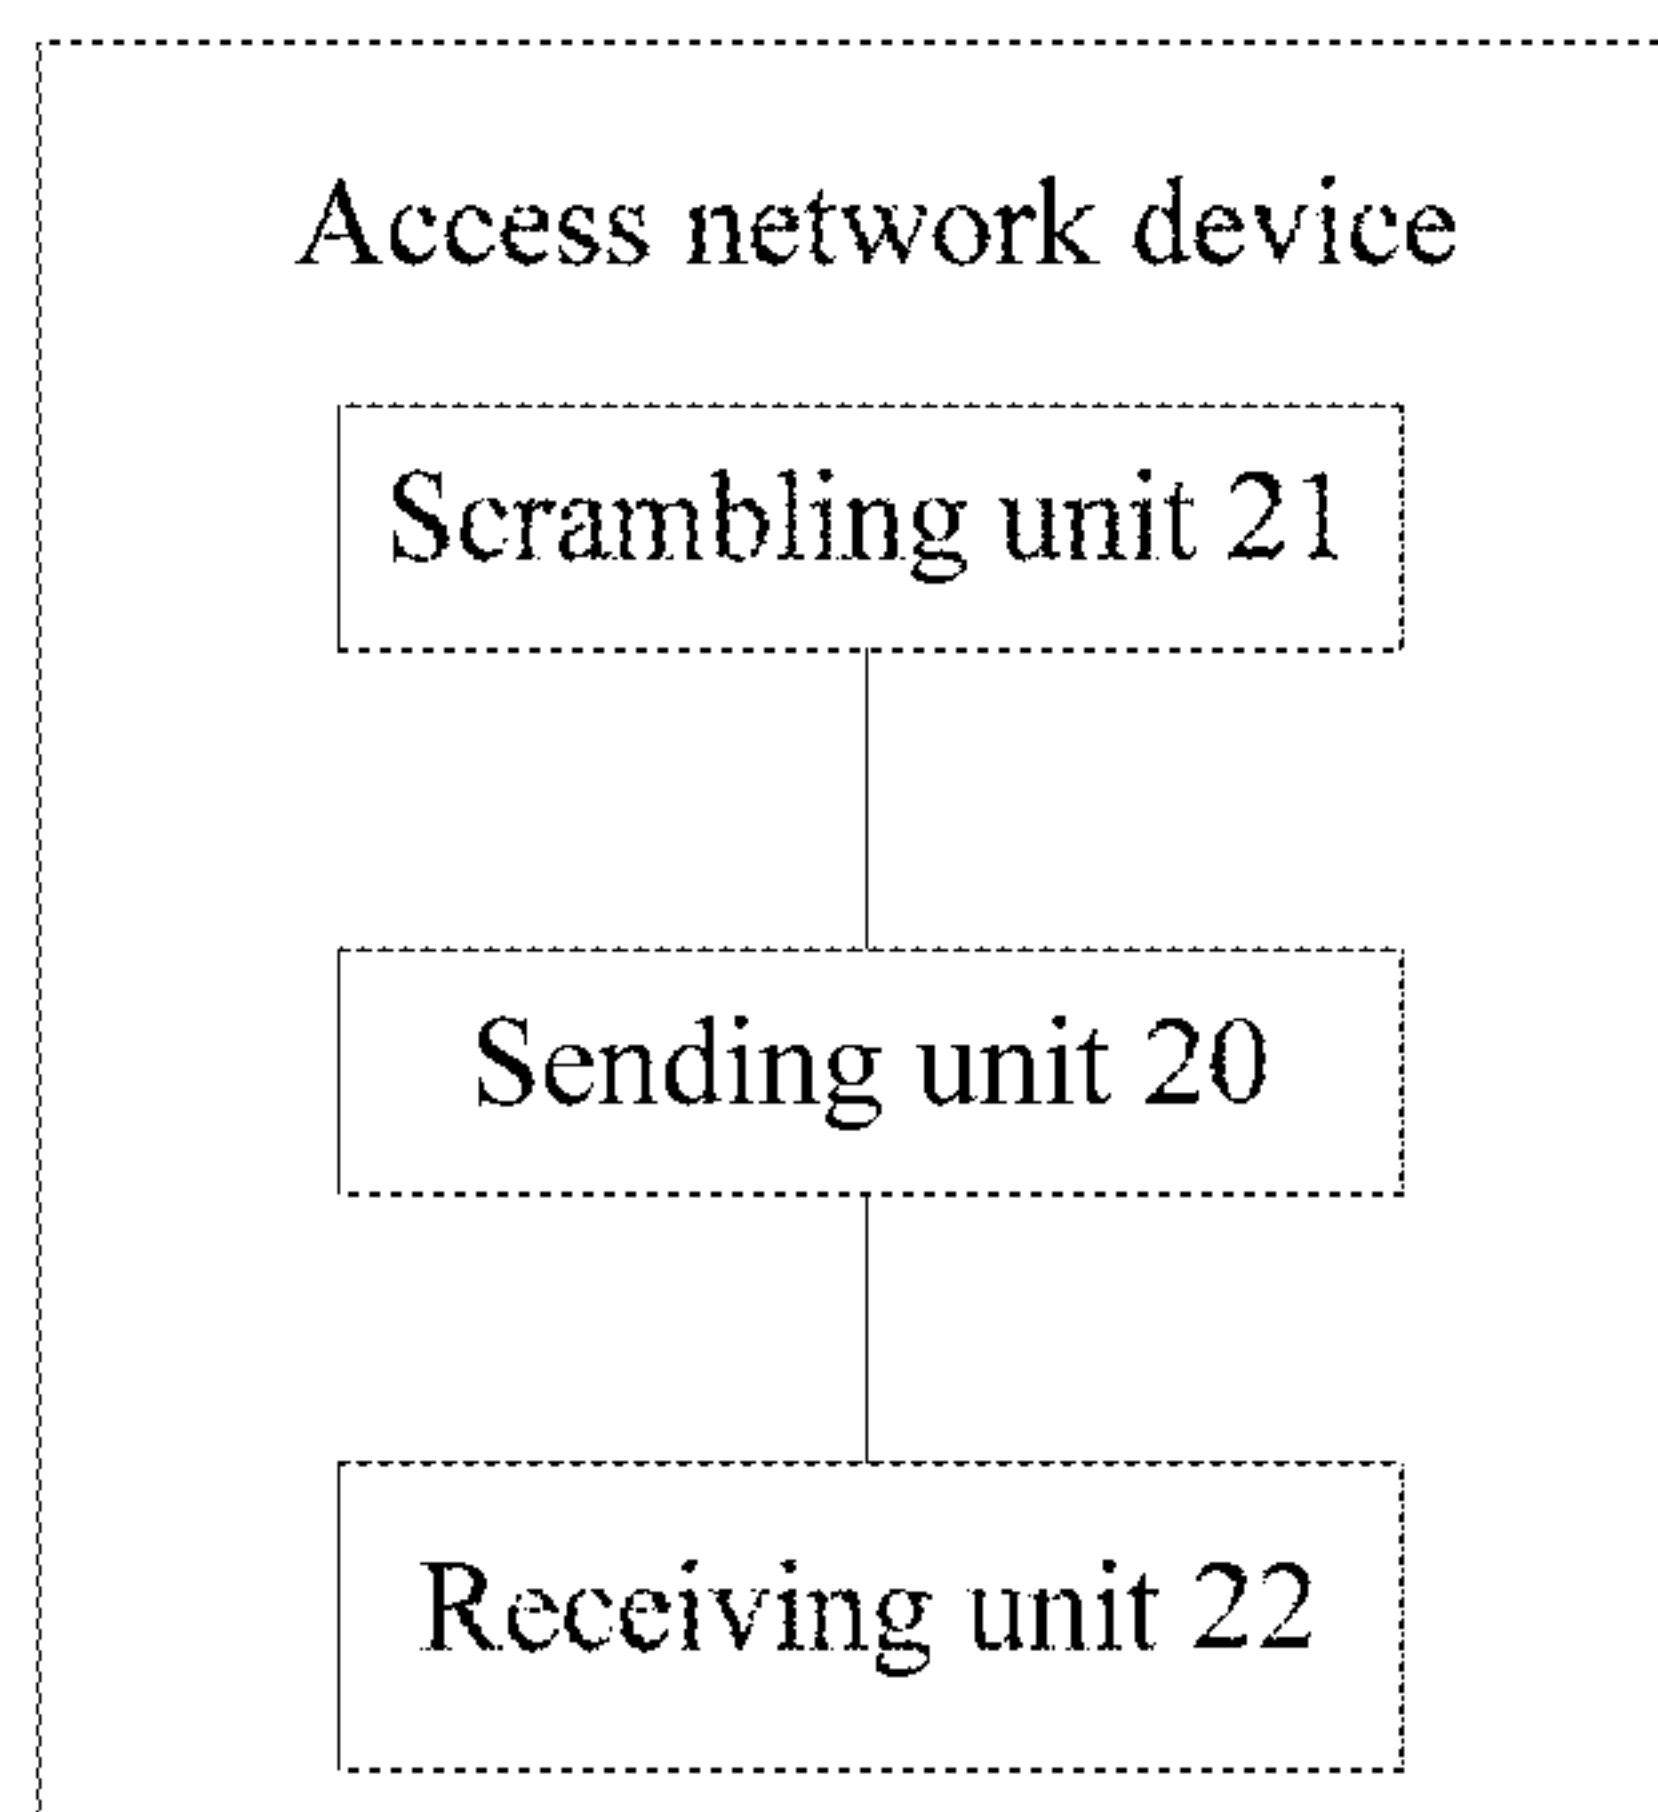 Access network device
Scrambling unit 21
Sending unit 20
Receiving unit 22